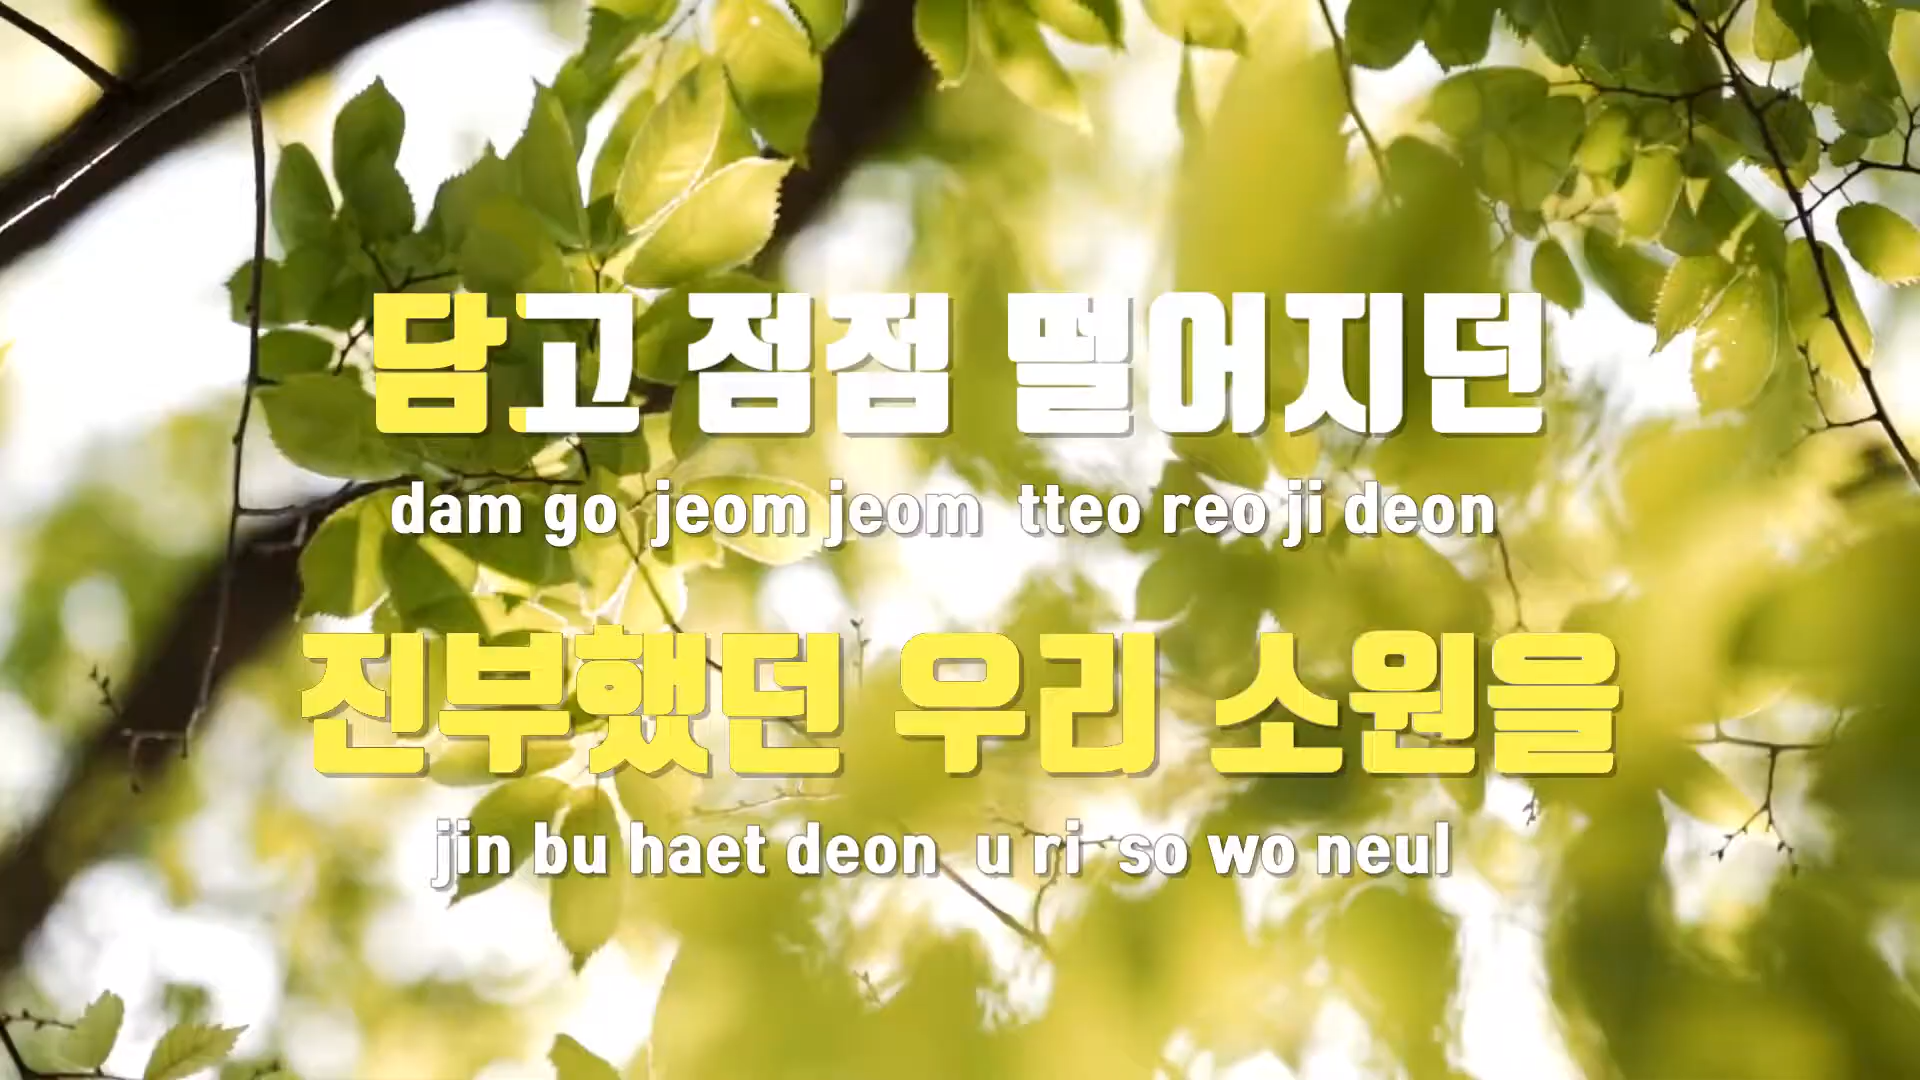 담고 점점 떨어지던
dam go jeom jeom tteo reo ji deon
진부했던 우리 소원을
jin bu haet deon u ri so wo neul